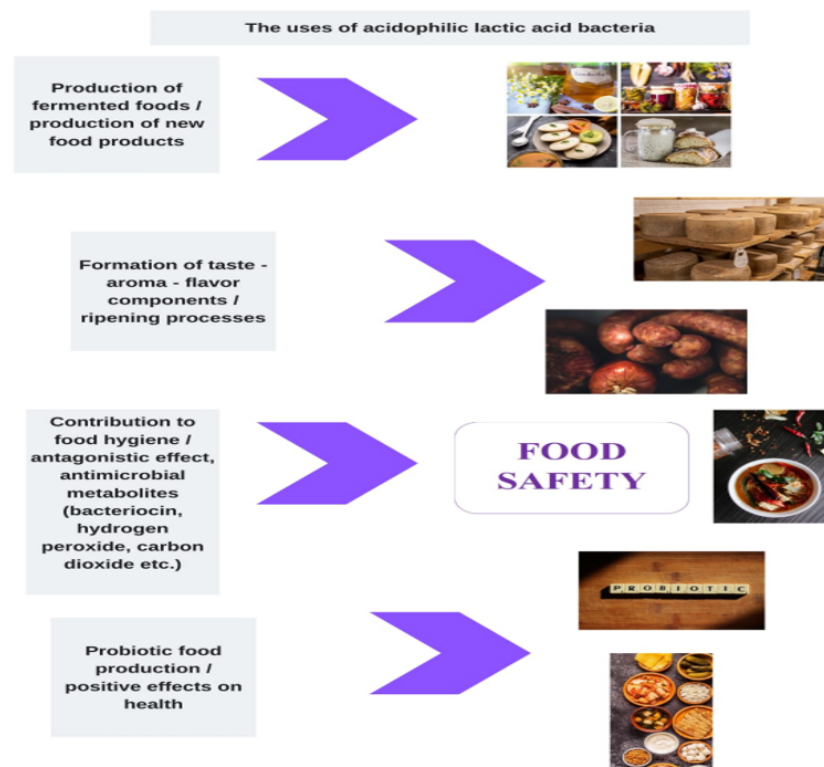 The uses of acidophilic lactic acid bacteria
Production of
fermented foods /
production of new
food products
Formation of taste -
aroma - flavor
components /
ripening processes
Contribution to
food hygiene /
antagonistic effect,
antimicrobial
metabolites
(bacteriocin,
hydrogen
peroxide, carbon
dioxide etc.)
FOOD
SAFETY
PROBIOTIC
Probiotic food
production /
positive effects on
health